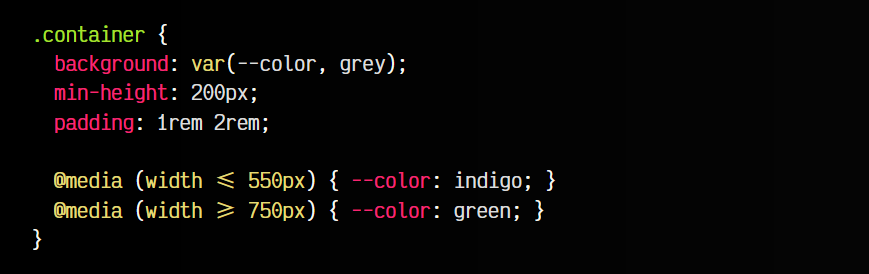 .container {
  background: var(--color, grey);
  min-height: 200px;
  padding: 1rem 2rem;

  @media (width ≤ 550px) { --color: indigo; }
  @media (width ≥ 750px) { --color: green; }
}